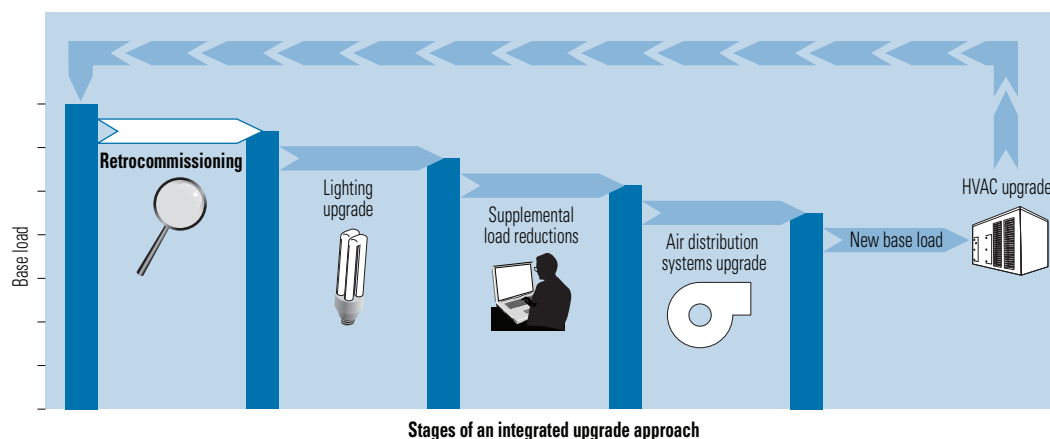 Retrocommissioning
Lighting
upgrade
Supplemental
load reductions
Air distribution
systems upgrade
New base load
HVAC upgrade
Base load
Stages of an integrated upgrade approach